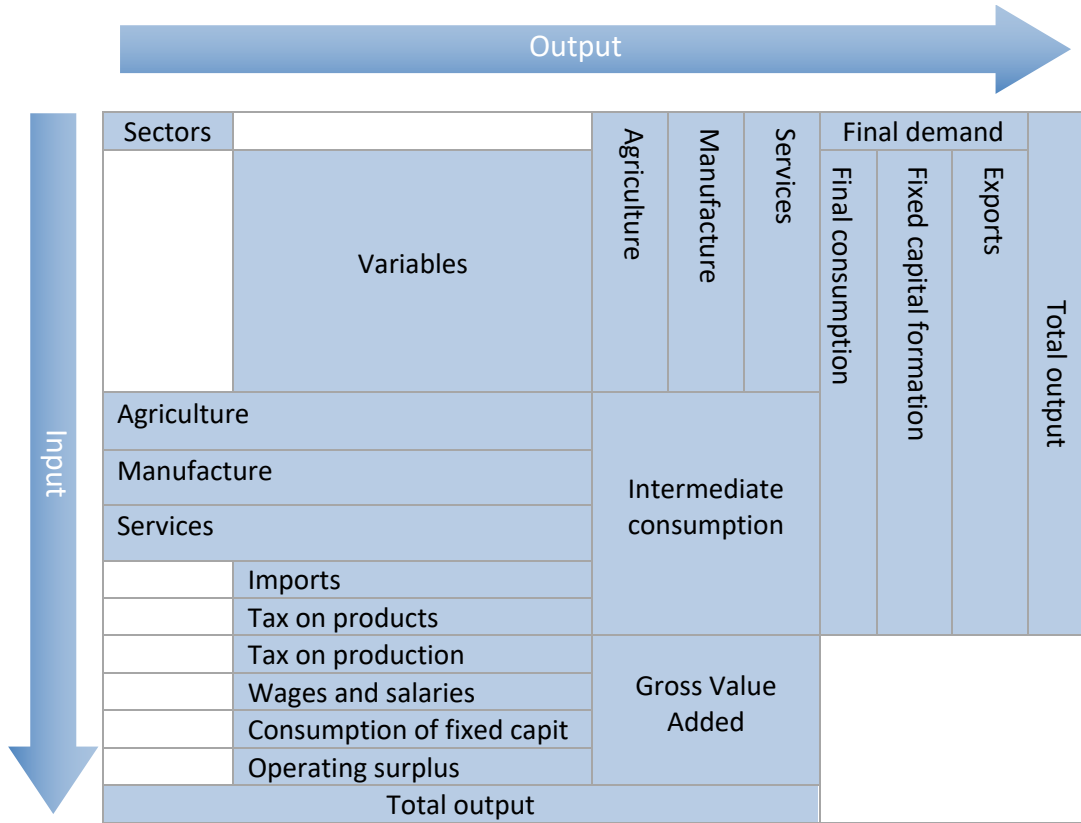 Output
Input
Sectors
Variables
Agriculture
Manufacture
Services
Final demand
Final consumption
Fixed capital formation
Exports
Total output
Agriculture
Manufacture
Services
Intermediate
consumption
Imports
Tax on products
Tax on production
Wages and salaries
Consumption of fixed capit
Operating surplus
Gross Value
Added
Total output